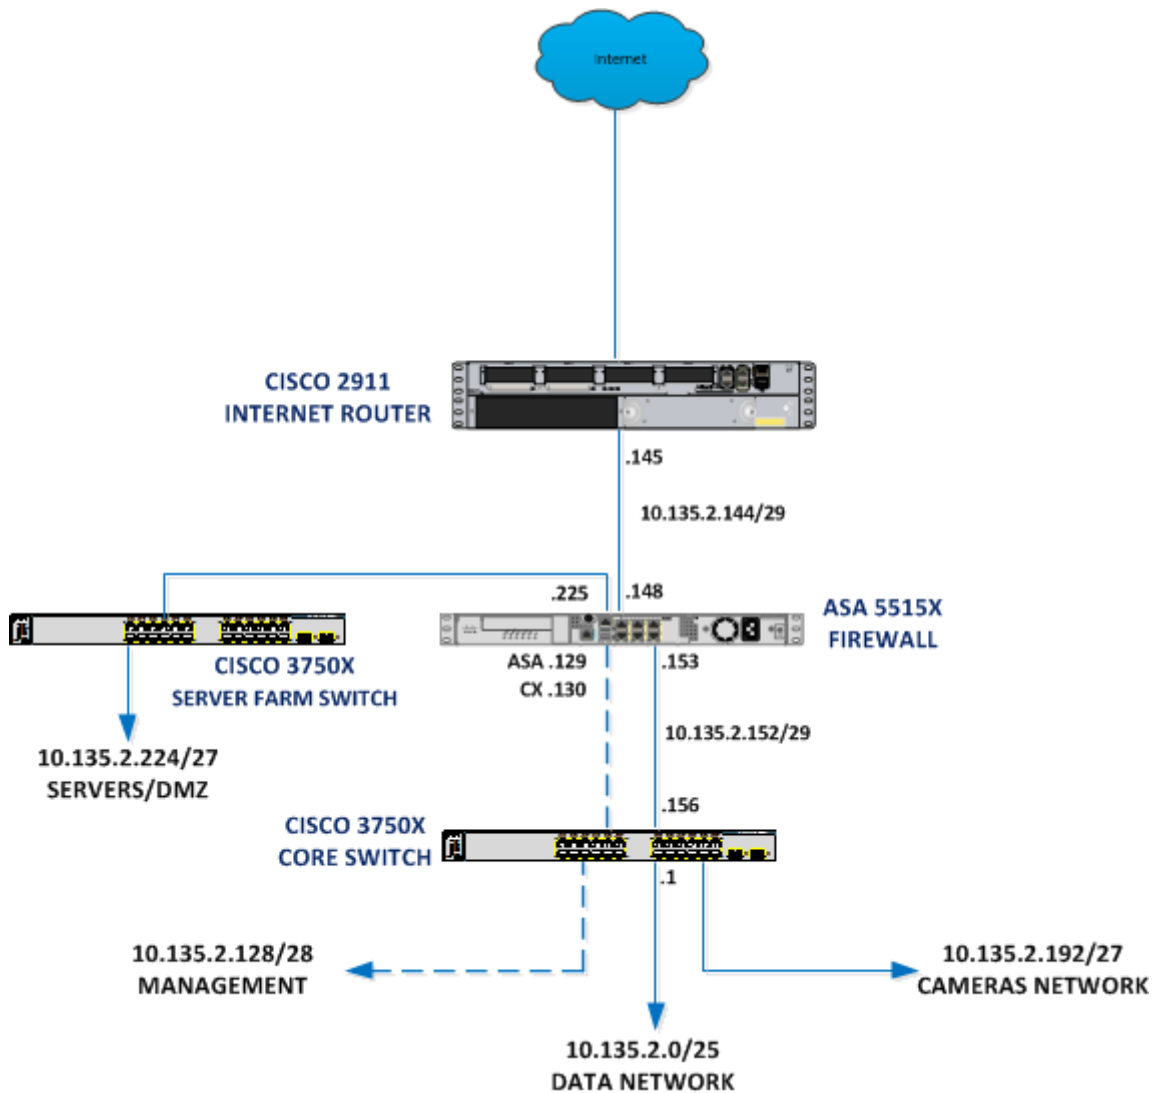 Internet
CISCO 2911
INTERNET ROUTER
.145
10.135.2.144/29
.225
.148
ASA 5515X
FIREWALL
CISCO 3750X
SERVER FARM SWITCH
ASA .129
CX .130
.153
10.135.2.224/27
SERVERS/DMZ
10.135.2.152/29
.156
CISCO 3750X
CORE SWITCH
.1
10.135.2.128/28
MANAGEMENT
10.135.2.192/27
CAMERAS NETWORK
10.135.2.0/25
DATA NETWORK